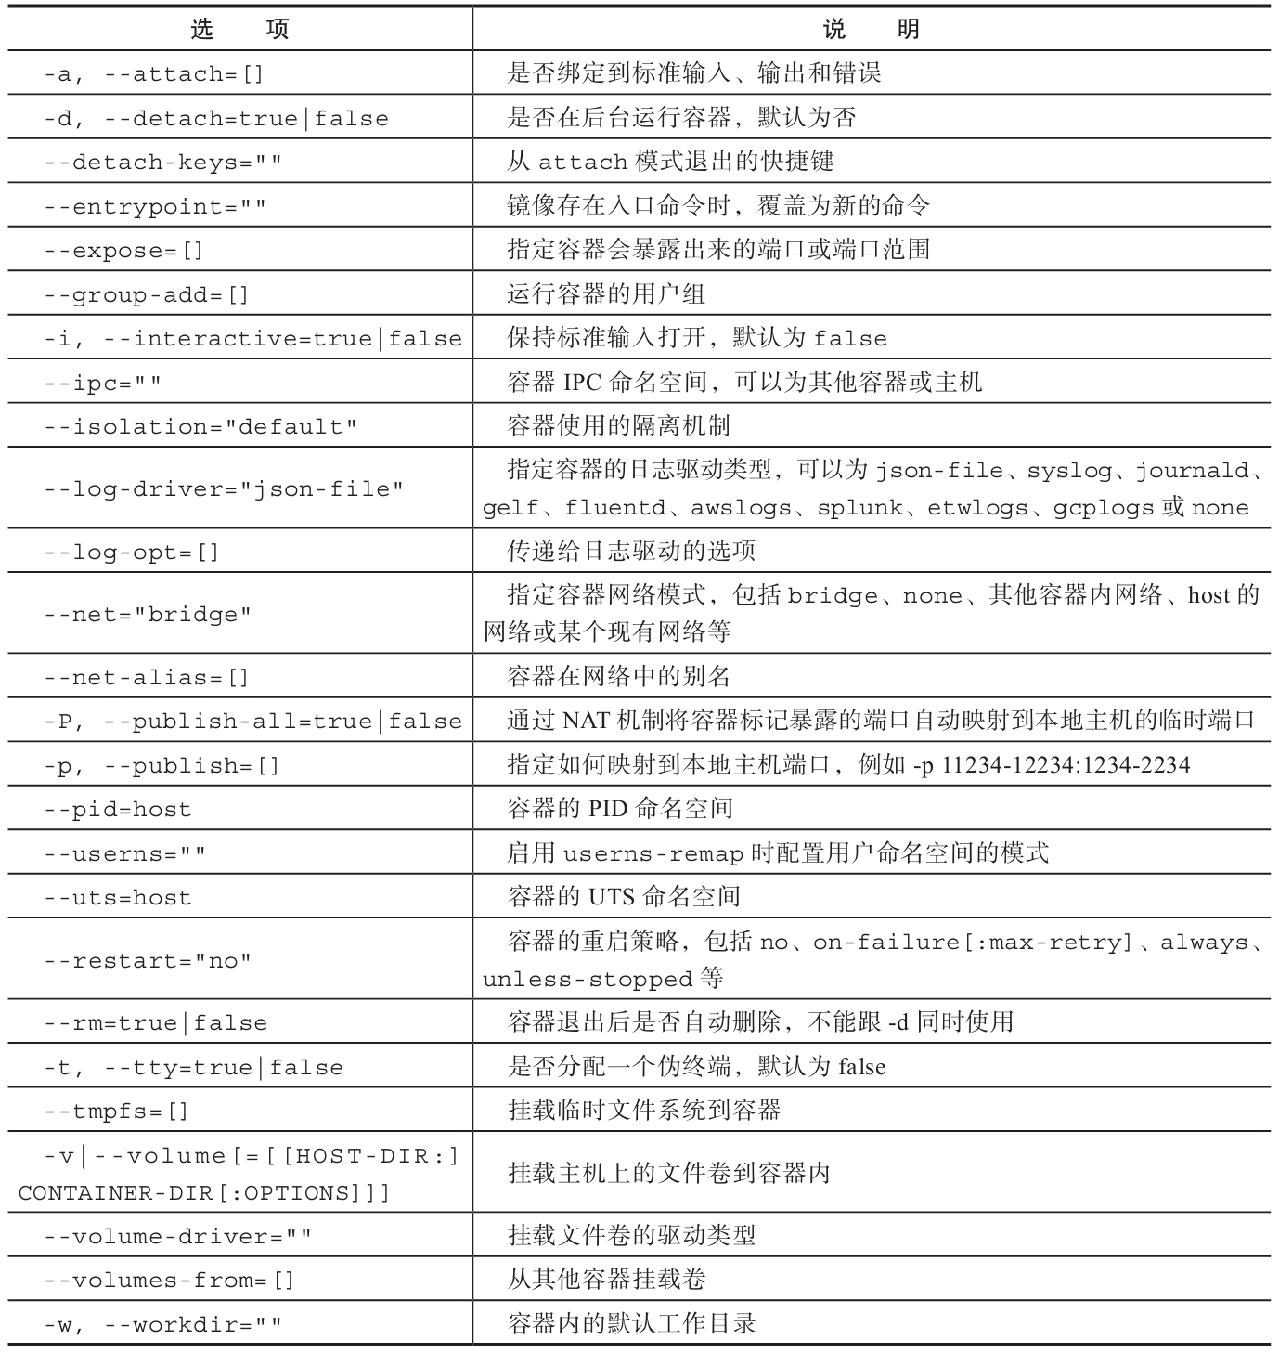 选 项 说 明
-a, --attach=[] 是否绑定到标准输入、输出和错误
-d, --detach=true|false 是否在后台运行容器，默认为否
--detach-keys="" 从 attach 模式退出的快捷键
--entrypoint="" 镜像存在入口命令时，覆盖为新的命令
--expose=[] 指定容器会暴露出来的端口或端口范围
--group-add=[] 运行容器的用户组
-i, --interactive=true|false 保持标准输入打开，默认为 false
--ipc="" 容器 IPC 命名空间，可以为其他容器或主机
--isolation="default" 容器使用的隔离机制
--log-driver="json-file" 指定容器的日志驱动类型，可以为 json-file、syslog、journald、
gelf、fluentd、awslogs、splunk、etwlogs、gcplogs 或 none
--log-opt=[] 传递给日志驱动的选项
--net="bridge" 指定容器网络模式，包括 bridge、none、其他容器内网络、host 的
网络或某个现有网络等
--net-alias=[] 容器在网络中的别名
-P, --publish-all=true|false 通过 NAT 机制将容器标记暴露的端口自动映射到本地主机的临时端口
-p, --publish=[] 指定如何映射到本地主机端口，例如 -p 11234-12234:1234-2234
--pid=host 容器的 PID 命名空间
--userns="" 启用 userns-remap 时配置用户命名空间的模式
--uts=host 容器的 UTS 命名空间
--restart="no" 容器的重启策略，包括 no、on-failure[:max-retry]、always、
unless-stopped 等
--rm=true|false 容器退出后是否自动删除，不能跟 -d 同时使用
-t, --tty=true|false 是否分配一个伪终端，默认为 false
--tmpfs=[] 挂载临时文件系统到容器
-v|--volume[=[[HOST-DIR:]
CONTAINER-DIR[:OPTIONS]]] 挂载主机上的文件卷到容器内
--volume-driver="" 挂载文件卷的驱动类型
--volumes-from=[] 从其他容器挂载卷
-w, --workdir="" 容器内的默认工作目录